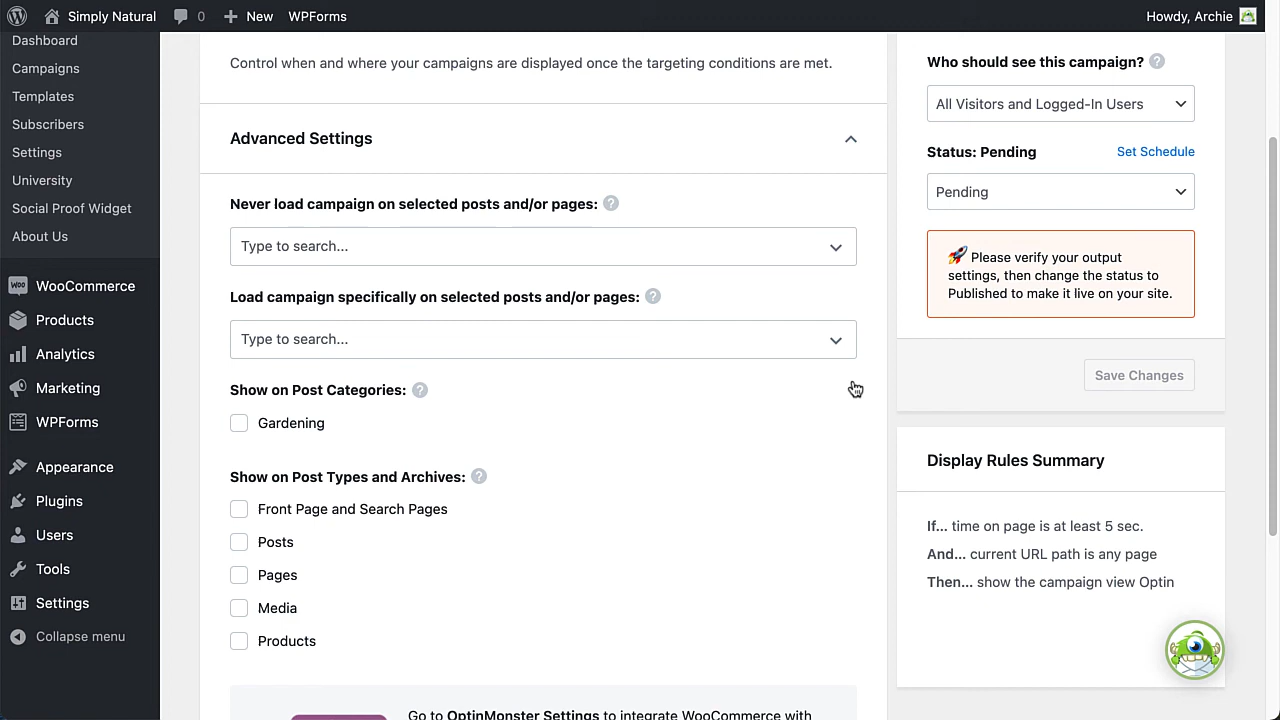 Simply Natural
0
New
WPForms
Howdy, Archie
Dashboard
Campaigns
Templates
Subscribers
Settings
University
Social Proof Widget
About Us
WOO
WooCommerce
Products
Analytics
Marketing
WPForms
Appearance
Plugins
Users
Tools
Settings
Collapse menu
Control when and where your campaigns are displayed once the targeting conditions are met.
Advanced Settings
Never load campaign on selected posts and/or pages: ?
Type to search...
Load campaign specifically on selected posts and/or pages: ?
Type to search...
Show on Post Categories: ?
Gardening
Show on Post Types and Archives: ?
Front Page and Search Pages
Posts
Pages
Media
Products
Go to OptinMonster Settings to integrate WooCommerce with
Who should see this campaign? ?
All Visitors and Logged-In Users
Status: Pending
Set Schedule
Pending
Please verify your output
settings, then change the status to
Published to make it live on your site.
Save Changes
Display Rules Summary
If... time on page is at least 5 sec.
And... current URL path is any page
Then... show the campaign view Optin